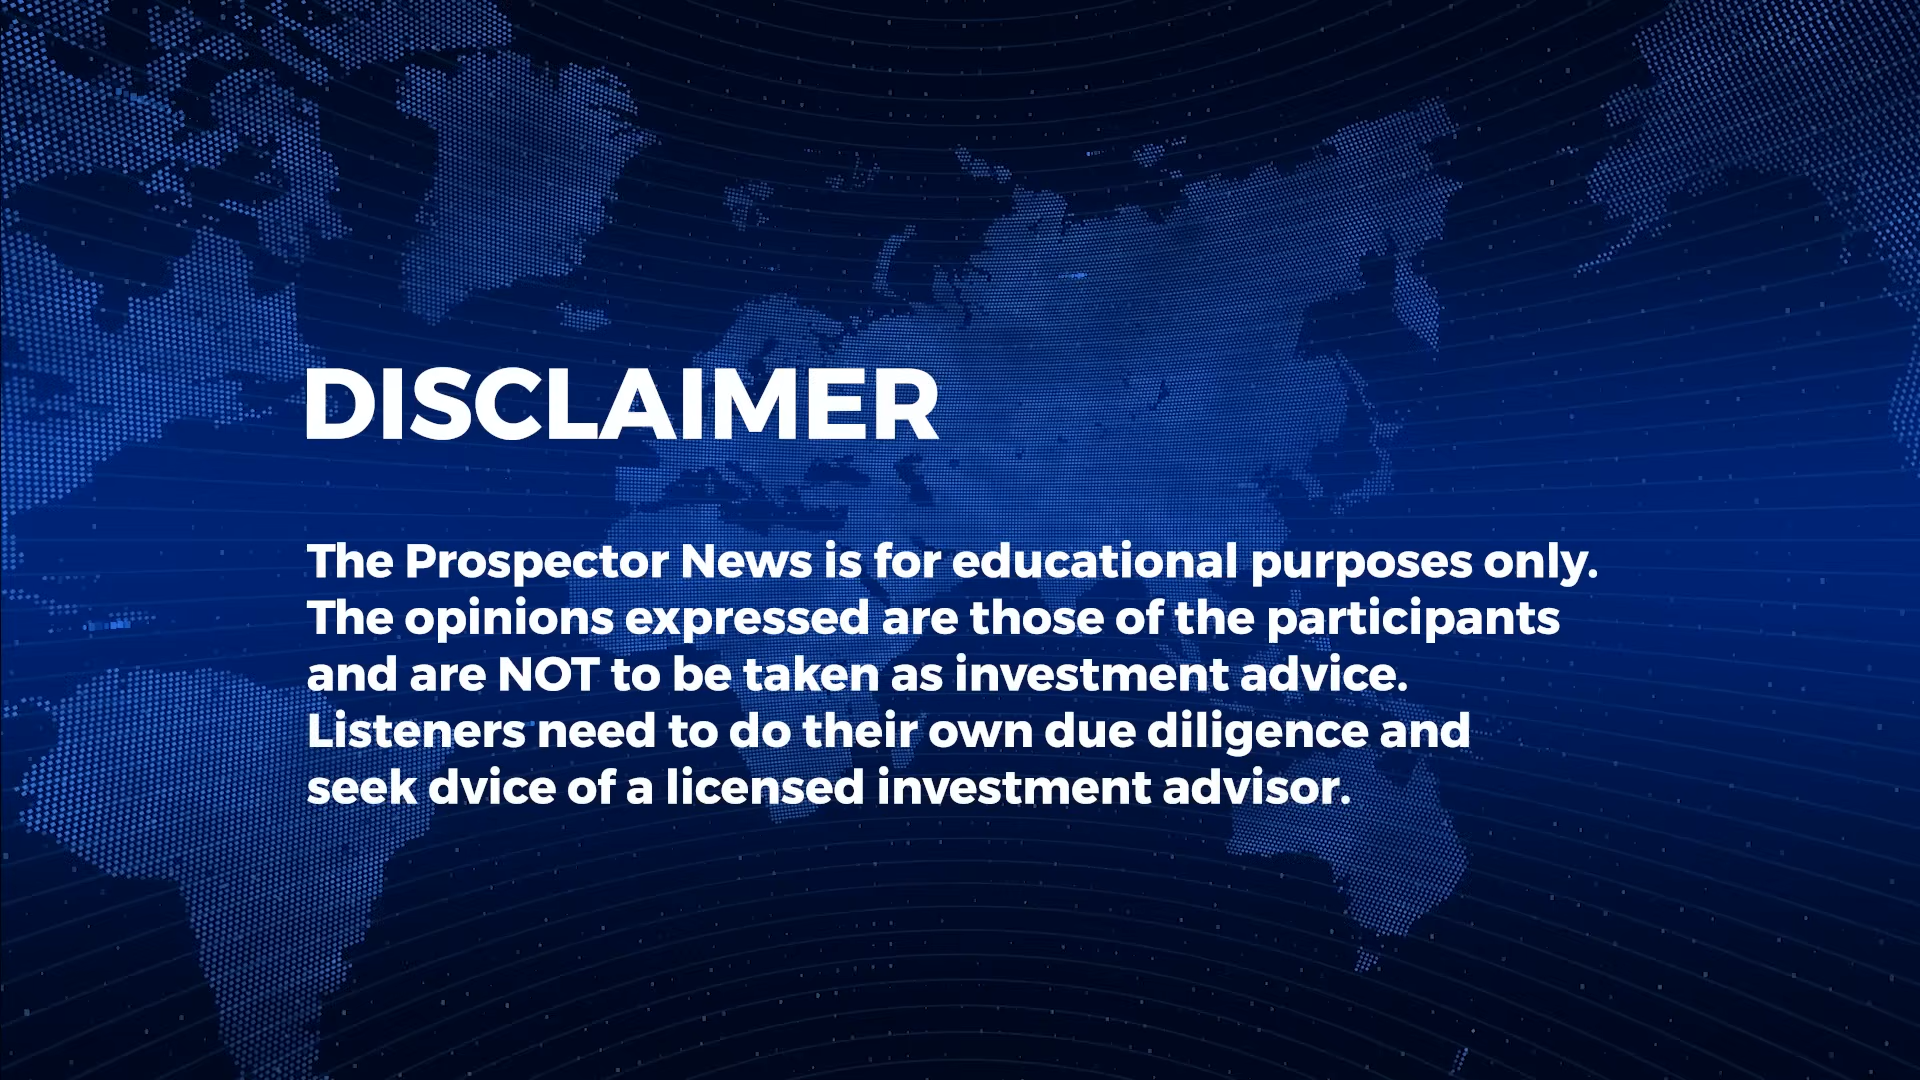 DISCLAIMER
The Prospector News is for educational purposes only.
The opinions expressed are those of the participants
and are NOT to be taken as investment advice.
Listeners need to do their own due diligence and
seek dvice of a licensed investment advisor.